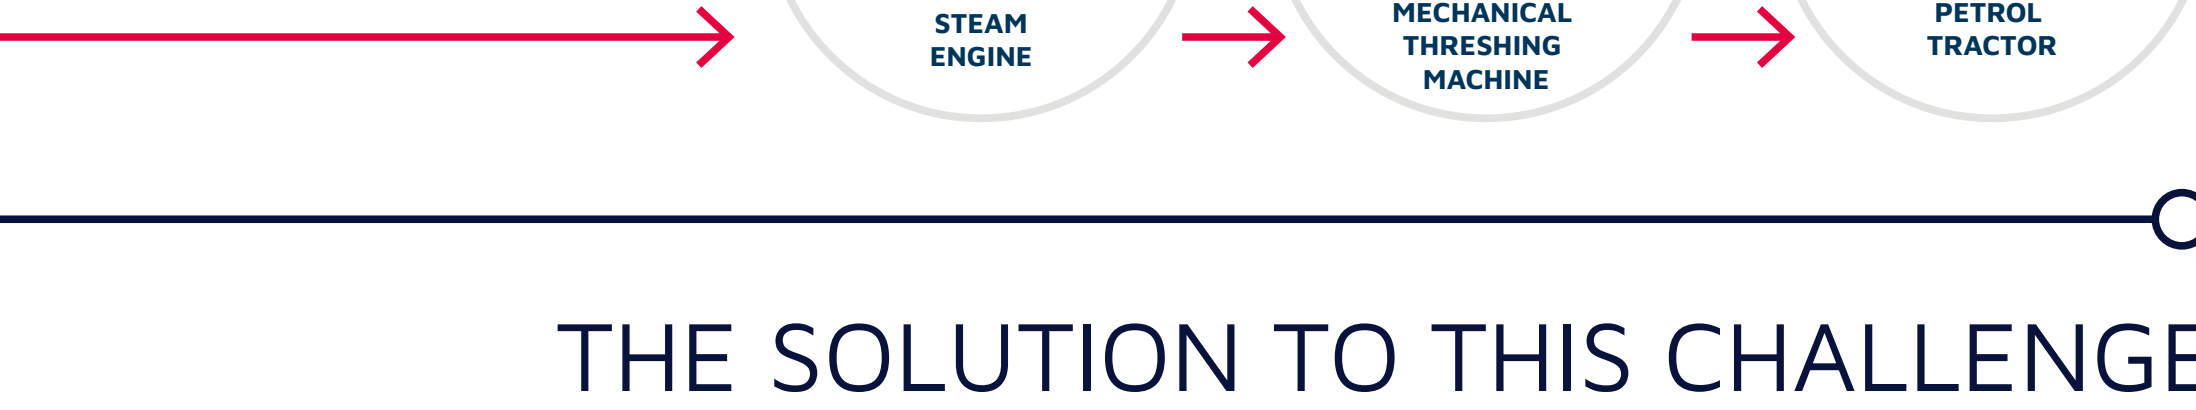 STEAM
ENGINE
MECHANICAL
THRESHING
MACHINE
PETROL
TRACTOR
THE SOLUTION TO THIS CHALLENGE